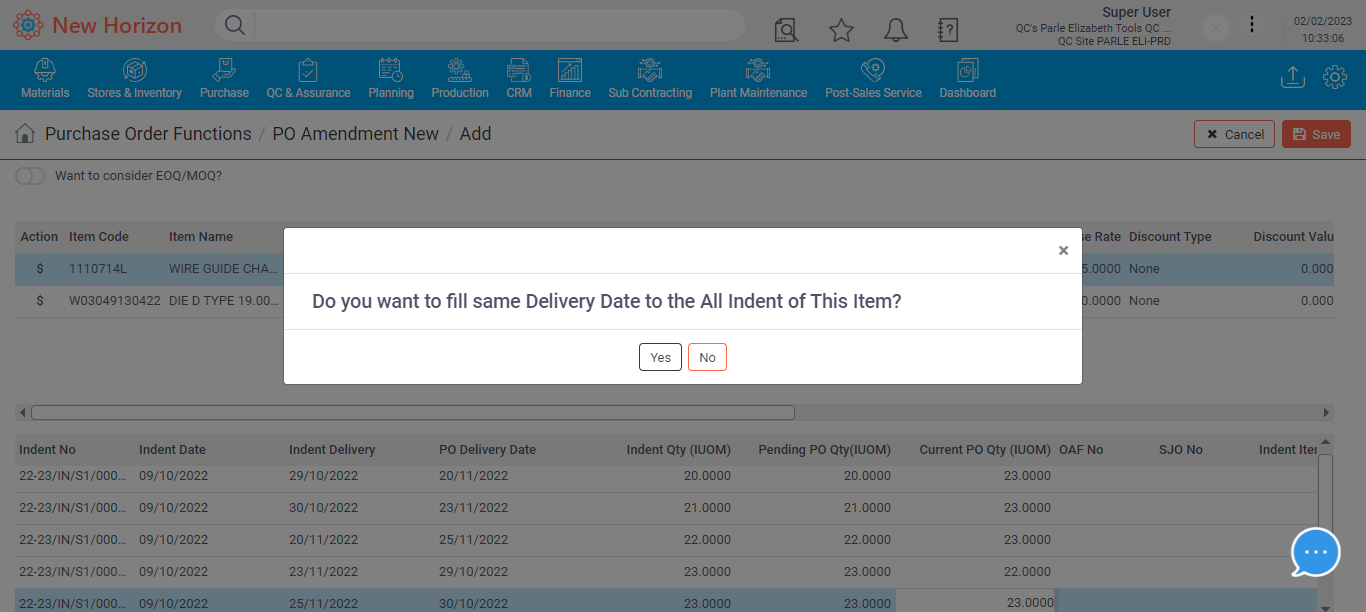 New Horizon
Super User
QC's Parle Elizabeth Tools QC ...
QC Site PARLE ELI-PRD
02/02/2023
10:33:06
Materials Stores & Inventory Purchase QC & Assurance Planning Production CRM Finance Sub Contracting Plant Maintenance Post-Sales Service Dashboard
Purchase Order Functions / PO Amendment New / Add
Cancel Save
Want to consider EOQ/MOQ?
Action Item Code Item Name se Rate Discount Type Discount Valu
$ 1110714L WIRE GUIDE CHA... 5.0000 None 0.000
$ W03049130422 DIE D TYPE 19.00... 0.0000 None 0.000
Do you want to fill same Delivery Date to the All Indent of This Item?
Yes No
Indent No Indent Date Indent Delivery PO Delivery Date Indent Qty (IUOM) Pending PO Qty(IUOM) Current PO Qty (IUOM) OAF No SJO No Indent Iter
22-23/IN/S1/000... 09/10/2022 29/10/2022 20/11/2022 20.0000 20.0000 23.0000
22-23/IN/S1/000... 09/10/2022 30/10/2022 23/11/2022 21.0000 21.0000 23.0000
22-23/IN/S1/000... 09/10/2022 20/11/2022 25/11/2022 22.0000 22.0000 23.0000
22-23/IN/S1/000... 09/10/2022 23/11/2022 29/10/2022 23.0000 23.0000 22.0000
22-23/IN/S1/000... 09/10/2022 25/11/2022 30/10/2022 23.0000 23.0000 23.0000